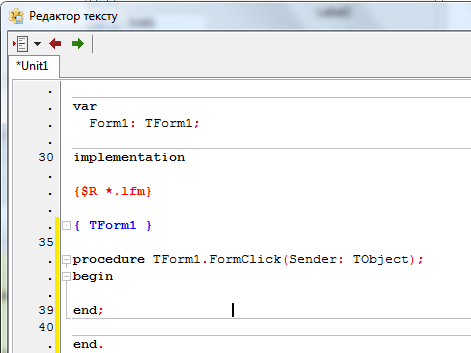 Редактор тексту
*Unit1
var
Form1: TForm1;
30 implementation
{$R *.lfm}
{ TForm1 }
35
procedure TForm1.FormClick(Sender: TObject);
begin
39 end;
40
end.